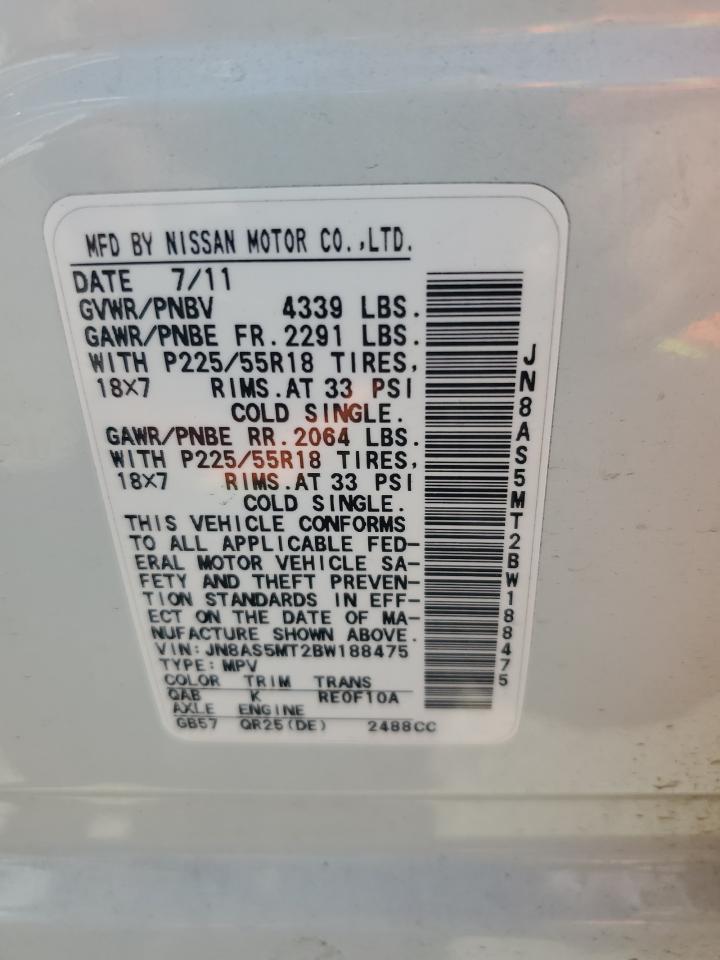 MFD BY NISSAN MOTOR CO.,LTD.
DATE 7/11
GVWR/PNBV 4339 LBS.
GAWR/PNBE FR.2291 LBS.
WITH P225/55R18 TIRES,
18X7 RIMS.AT 33 PSI
COLD SINGLE.
GAWR/PNBE RR.2064 LBS.
WITH P225/55R18 TIRES,
18X7 RIMS.AT 33 PSI
COLD SINGLE.
THIS VEHICLE CONFORMS
TO ALL APPLICABLE FED-
ERAL MOTOR VEHICLE SA-
FETY AND THEFT PREVEN-
TION STANDARDS IN EFF-
ECT ON THE DATE OF MA-
NUFACTURE SHOWN ABOVE.
VIN:JN8AS5MT2BW188475
TYPE:MPV
COLOR TRIM TRANS
QAB K RE0F10A
AXLE ENGINE
GB57 QR25(DE) 2488CC
JN8AS5MT2BW188475